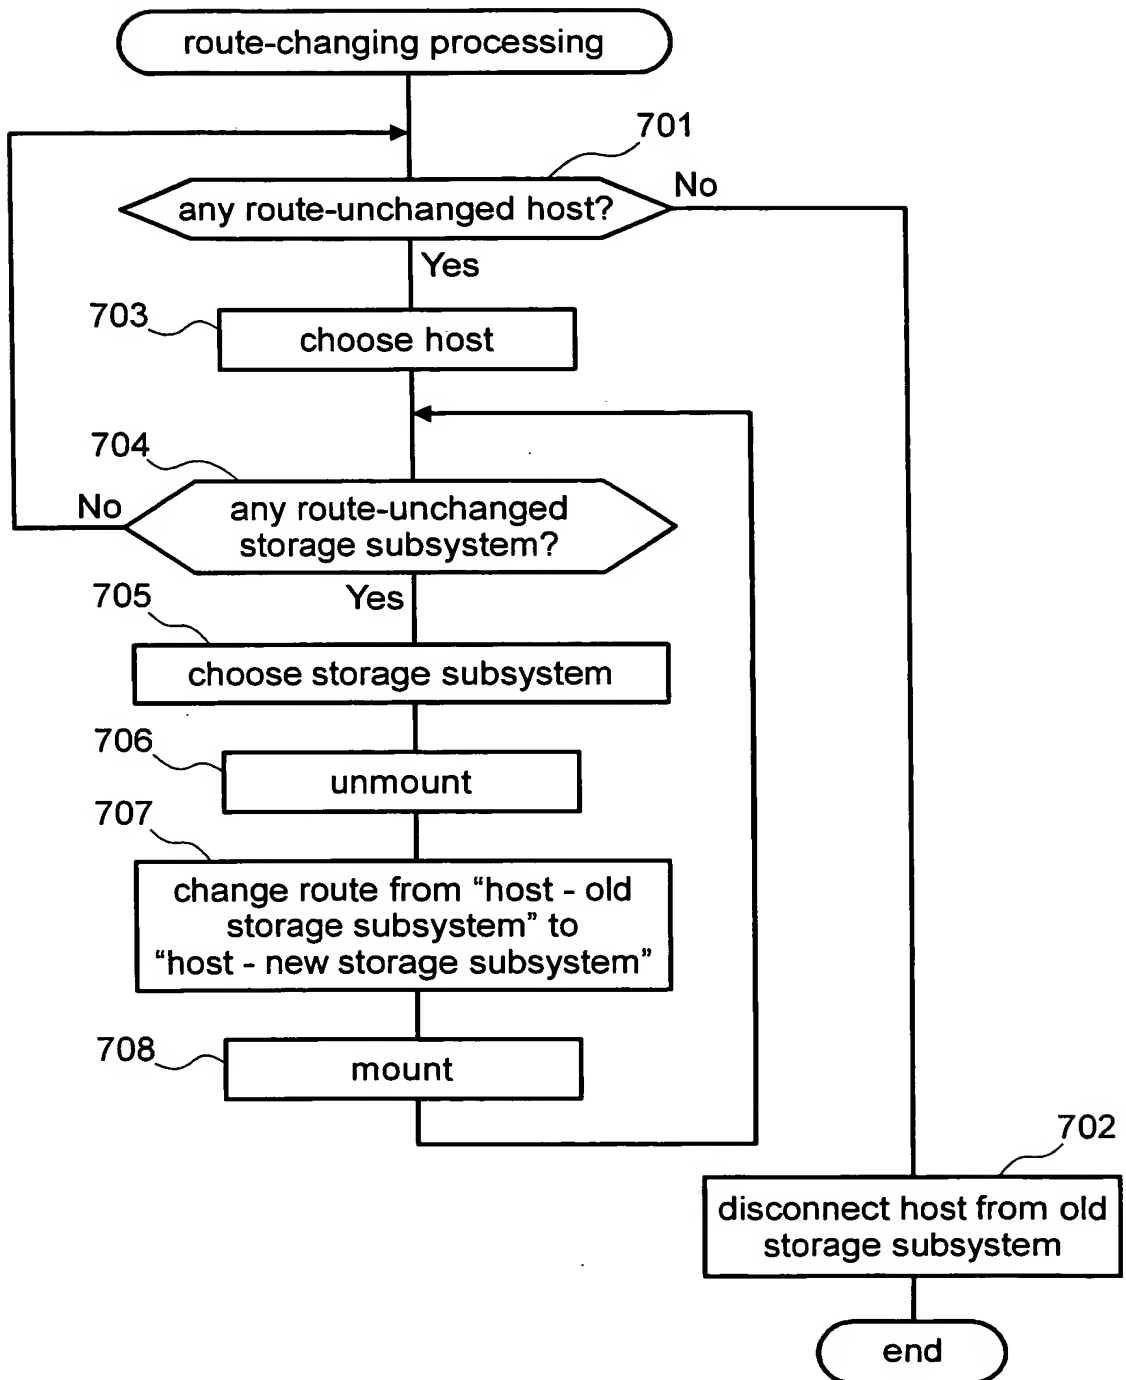 route-changing processing
701
any route-unchanged host?
No
Yes
703
choose host
704
No
any route-unchanged
storage subsystem?
Yes
705
choose storage subsystem
706
unmount
707
change route from “host - old
storage subsystem” to
“host - new storage subsystem”
708
mount
702
disconnect host from old
storage subsystem
end